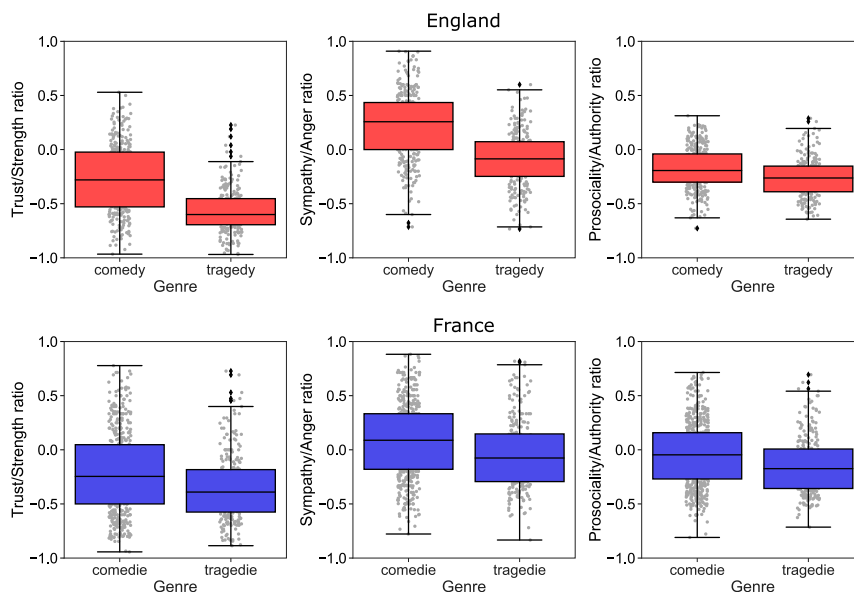 England
Trust/Strength ratio
1.0
0.5
0.0
−0.5
−1.0
comedy tragedy
Genre
Sympathy/Anger ratio
1.0
0.5
0.0
−0.5
−1.0
comedy tragedy
Genre
Prosociality/Authority ratio
1.0
0.5
0.0
−0.5
−1.0
comedy tragedy
Genre
France
Trust/Strength ratio
1.0
0.5
0.0
−0.5
−1.0
comedie tragedie
Genre
Sympathy/Anger ratio
1.0
0.5
0.0
−0.5
−1.0
comedie tragedie
Genre
Prosociality/Authority ratio
1.0
0.5
0.0
−0.5
−1.0
comedie tragedie
Genre